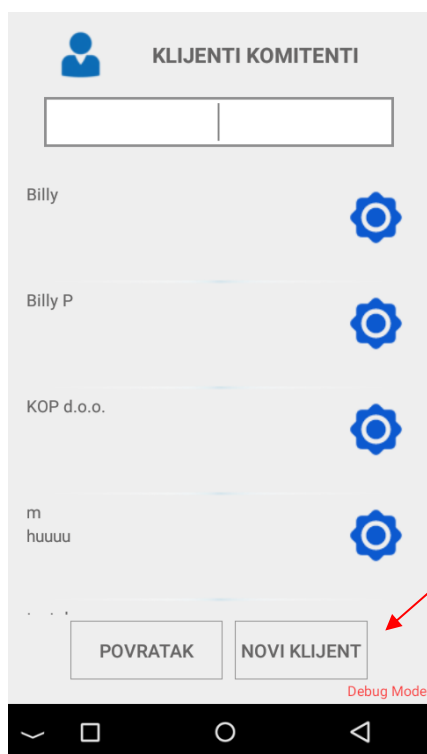 KLIJENTI KOMITENTI
Billy
Billy P
KOP d.o.o.
m
huuuu
POVRATAK
NOVI KLIJENT
Debug Mode